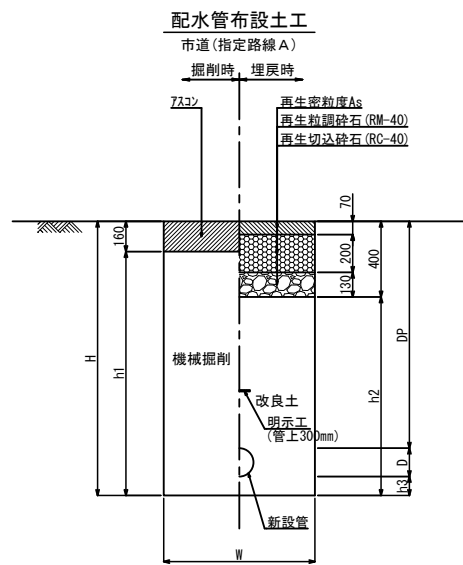 配水管布設土工
市道(指定路線A)
掘削時
埋戻時
アスコン
再生密粒度As
再生粒調砕石(RM-40)
再生切込砕石(RC-40)
70
160
200
400
130
DP
H
h1
機械掘削
h2
改良土
明示工
(管上300mm)
D
h3
新設管
W